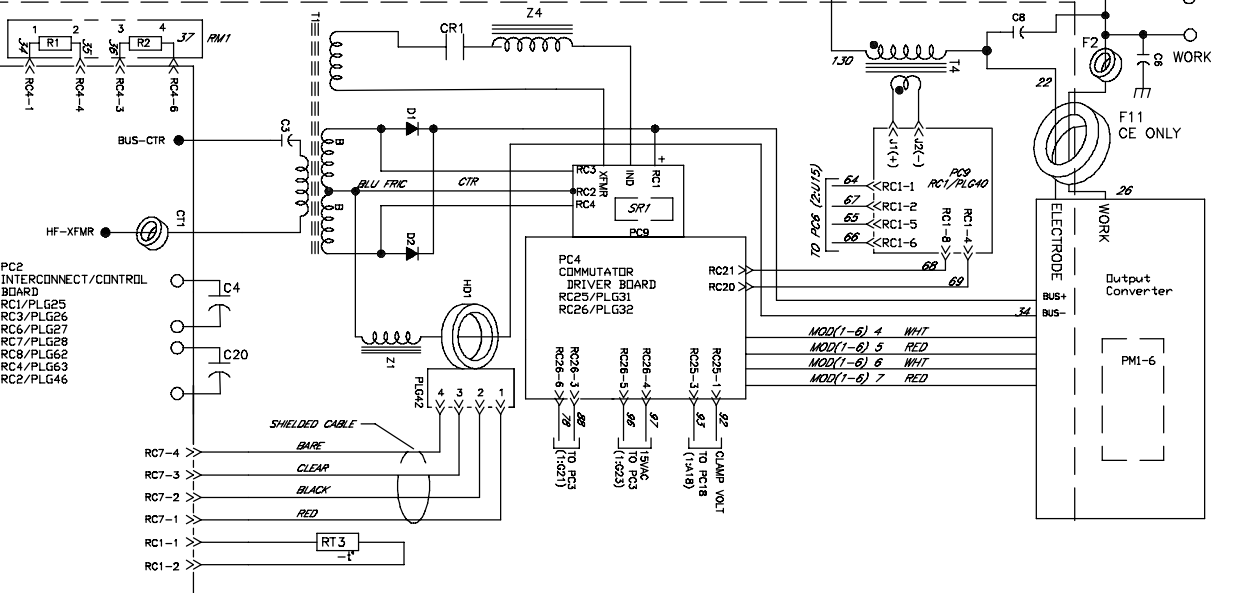 1 2 3 4 37 RM1
R1 R2
34 35 36
RC4-1
RC4-4
RC4-3
RC4-6
T1
CR1
Z4
C8
F2
130
T4
22
C6
WORK
F11
CE ONLY
BUS-CTR
C3
B
D1
J1(+)
J2(-)
BLU FRIC CTR
RC3
XFMR
IND
RC1
+
RC2
RC4
SR1
PC9
B
CT1
HF-XFMR
D2
64
RC1-1
67
RC1-2
65
RC1-5
66
RC1-6
PC9
RC1/PLG40
RC1-8
RC1-4
26
ELECTRODE
WORK
PC2
INTERCONNECT/CONTROL
BOARD
RC1/PLG25
RC3/PLG26
RC6/PLG27
RC7/PLG28
RC8/PLG62
RC4/PLG63
RC2/PLG46
C4
C20
HD1
Z1
PC4
COMMUTATOR
DRIVER BOARD
RC25/PLG31
RC26/PLG32
RC21
RC20
68
69
Output
Converter
BUS+
34 BUS-
MOD(1-6) 4 WHT
MOD(1-6) 5 RED
MOD(1-6) 6 WHT
MOD(1-6) 7 RED
PM1-6
PLG42
4 3 2 1
RC26-6
RC26-3
RC26-5
RC26-4
RC25-3
RC25-1
78
88
96
97
93
92
TO PC3
(1:G21)
15VAC
TO PC3
(1:G23)
CLAMP VOLT
TO PC18
(1:A18)
SHIELDED CABLE
RC7-4 BARE
RC7-3 CLEAR
RC7-2 BLACK
RC7-1 RED
RC1-1
RT3
-t°
RC1-2